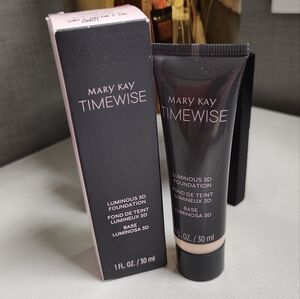 MARY KAY
TIMEWISE
LUMINOUS 3D
FOUNDATION
FOND DE TEINT
LUMINEUX 3D
BASE
LUMINOSA 3D
1 FL. OZ. / 30 ml
MARY KAY
TIMEWISE
LUMINOUS 3D
FOUNDATION
FOND DE TEINT
LUMINEUX 3D
BASE
LUMINOSA 3D
FL. OZ. / 30 ml